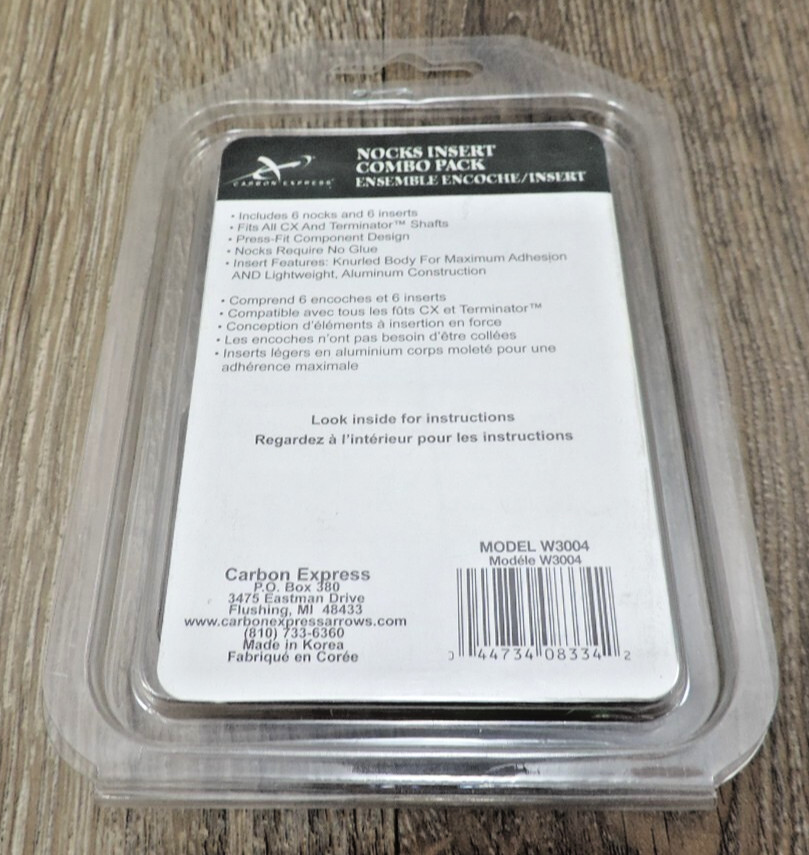 CARBON EXPRESS
NOCKS INSERT
COMBO PACK
ENSEMBLE ENCOCHE/INSERT
• Includes 6 nocks and 6 inserts
• Fits All CX And Terminator™ Shafts
• Press-Fit Component Design
• Nocks Require No Glue
• Insert Features: Knurled Body For Maximum Adhesion
AND Lightweight, Aluminum Construction
• Comprend 6 encoches et 6 inserts
• Compatible avec tous les fûts CX et Terminator™
• Conception d'éléments à insertion en force
• Les encoches n'ont pas besoin d'être collées
• Inserts légers en aluminium corps moleté pour une
adhérence maximale
Look inside for instructions
Regardez à l'intérieur pour les instructions
Carbon Express
P.O. Box 380
3475 Eastman Drive
Flushing, MI 48433
www.carbonexpressarrows.com
(810) 733-6360
Made in Korea
Fabriqué en Corée
MODEL W3004
Modéle W3004
0 44734 08334 2